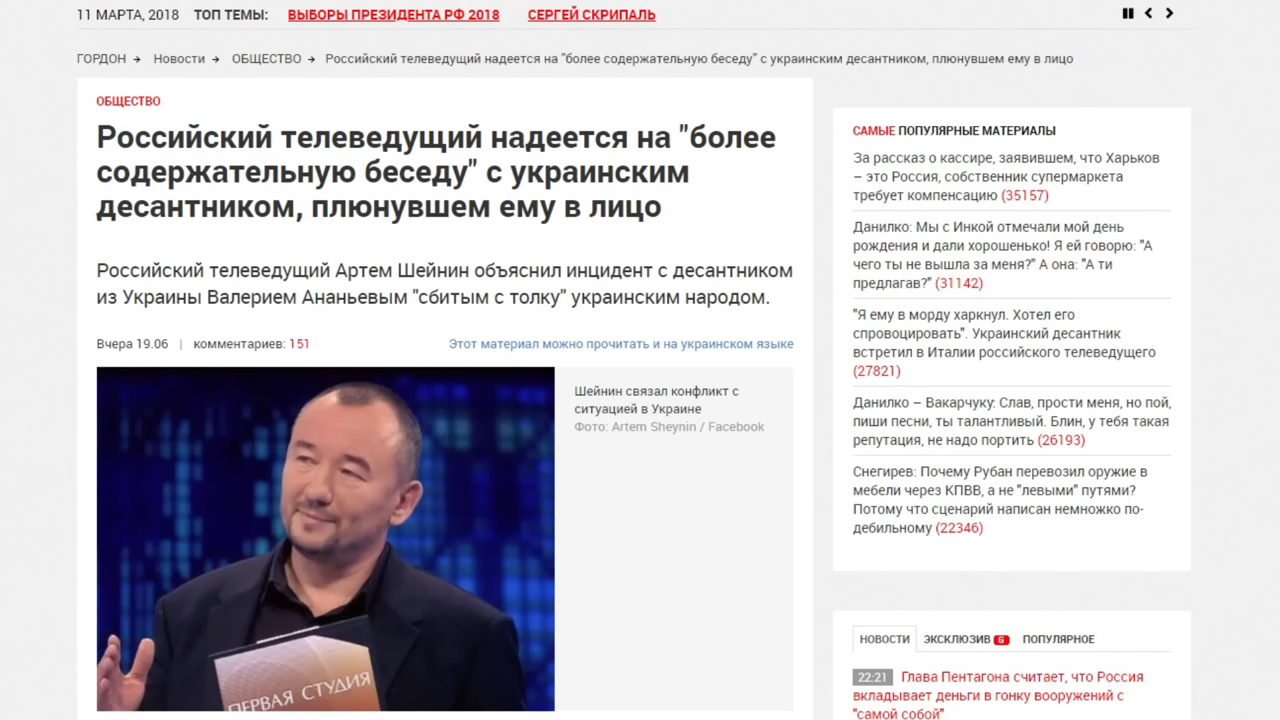 11 МАРТА, 2018 ТОП ТЕМЫ: ВЫБОРЫ ПРЕЗИДЕНТА РФ 2018 СЕРГЕЙ СКРИПАЛЬ
ГОРДОН → Новости → ОБЩЕСТВО → Российский телеведущий надеется на "более содержательную беседу" с украинским десантником, плюнувшем ему в лицо
ОБЩЕСТВО
Российский телеведущий надеется на "более
содержательную беседу" с украинским
десантником, плюнувшем ему в лицо
Российский телеведущий Артем Шейнин объяснил инцидент с десантником
из Украины Валерием Ананьевым "сбитым с толку" украинским народом.
Вчера 19.06 | комментариев: 151 Этот материал можно прочитать и на украинском языке
Шейнин связал конфликт с
ситуацией в Украине
Фото: Artem Sheynin / Facebook
ПЕРВАЯ СТУДИЯ
САМЫЕ ПОПУЛЯРНЫЕ МАТЕРИАЛЫ
За рассказ о кассире, заявившем, что Харьков
– это Россия, собственник супермаркета
требует компенсацию (35157)
Данилко: Мы с Инкой отмечали мой день
рождения и дали хорошенько! Я ей говорю: "А
чего ты не вышла за меня?" А она: "А ти
предлагав?" (31142)
"Я ему в морду харкнул. Хотел его
спровоцировать". Украинский десантник
встретил в Италии российского телеведущего
(27821)
Данилко – Вакарчуку: Слав, прости меня, но пой,
пиши песни, ты талантливый. Блин, у тебя такая
репутация, не надо портить (26193)
Снегирев: Почему Рубан перевозил оружие в
мебели через КПВВ, а не "левыми" путями?
Потому что сценарий написан немножко по-
дебильному (22346)
НОВОСТИ ЭКСКЛЮЗИВ 6 ПОПУЛЯРНОЕ
22:21 Глава Пентагона считает, что Россия
вкладывает деньги в гонку вооружений с
"самой собой"